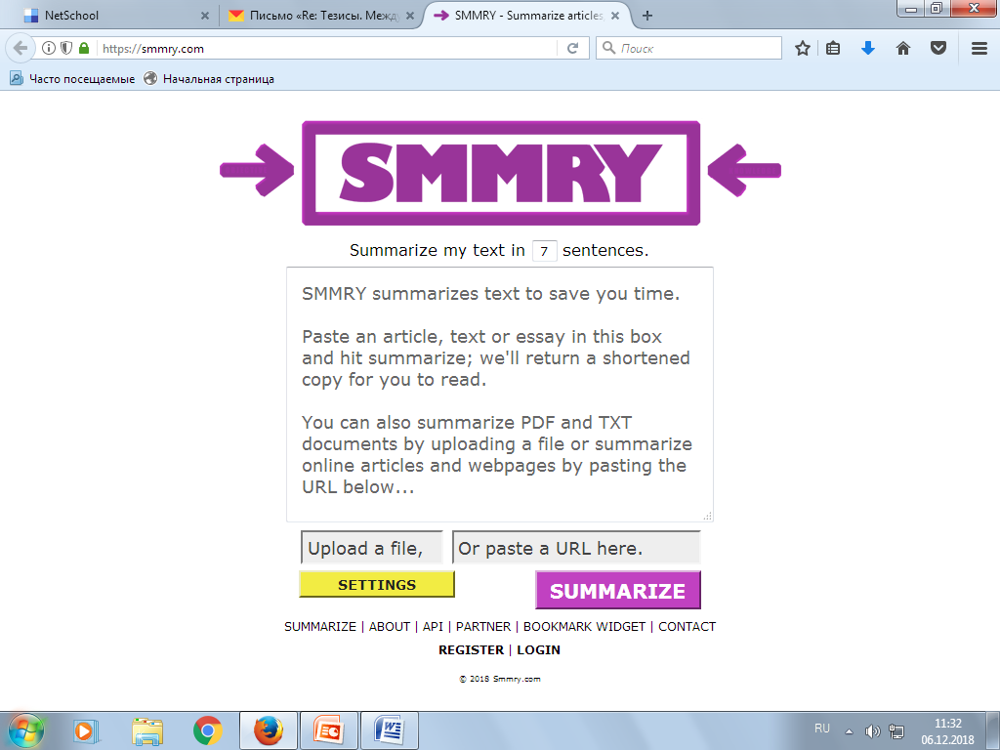 NetSchool
Письмо «Re: Тезисы. Межд
SMMRY - Summarize articles,
https://smmry.com
Поиск
Часто посещаемые
Начальная страница
SMMRY
Summarize my text in 7 sentences.
SMMRY summarizes text to save you time.
Paste an article, text or essay in this box
and hit summarize; we'll return a shortened
copy for you to read.
You can also summarize PDF and TXT
documents by uploading a file or summarize
online articles and webpages by pasting the
URL below...
Upload a file,
Or paste a URL here.
SETTINGS
SUMMARIZE
SUMMARIZE | ABOUT | API | PARTNER | BOOKMARK WIDGET | CONTACT
REGISTER | LOGIN
© 2018 Smmry.com
RU
11:32
06.12.2018